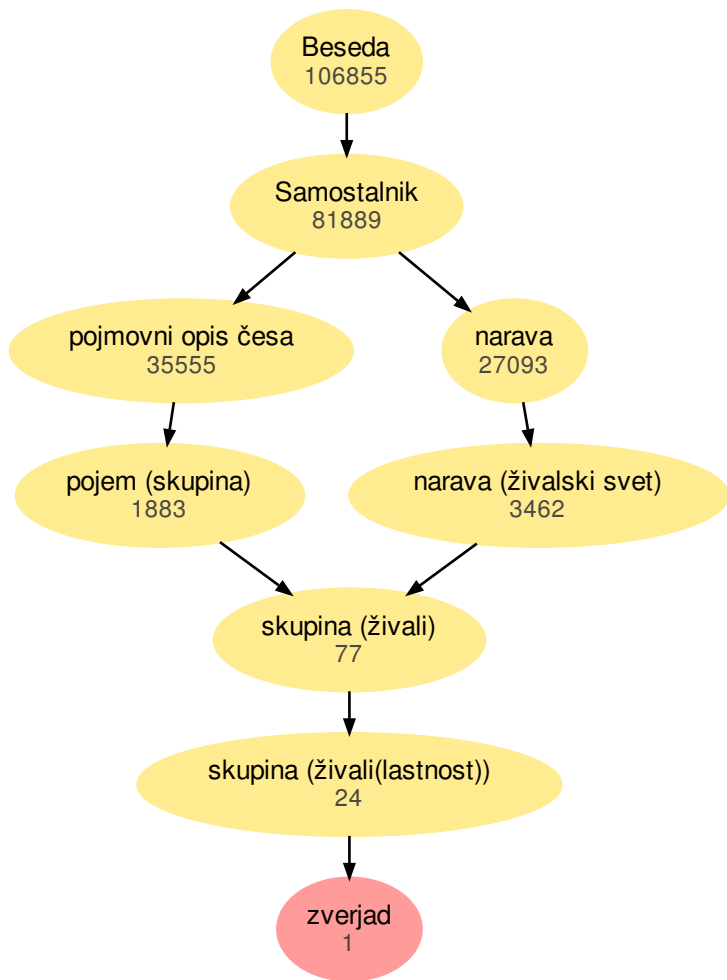 Beseda
106855
Samostalnik
81889
pojmovni opis česa
35555
narava
27093
pojem (skupina)
1883
narava (živalski svet)
3462
skupina (živali)
77
skupina (živali(lastnost))
24
zverjad
1